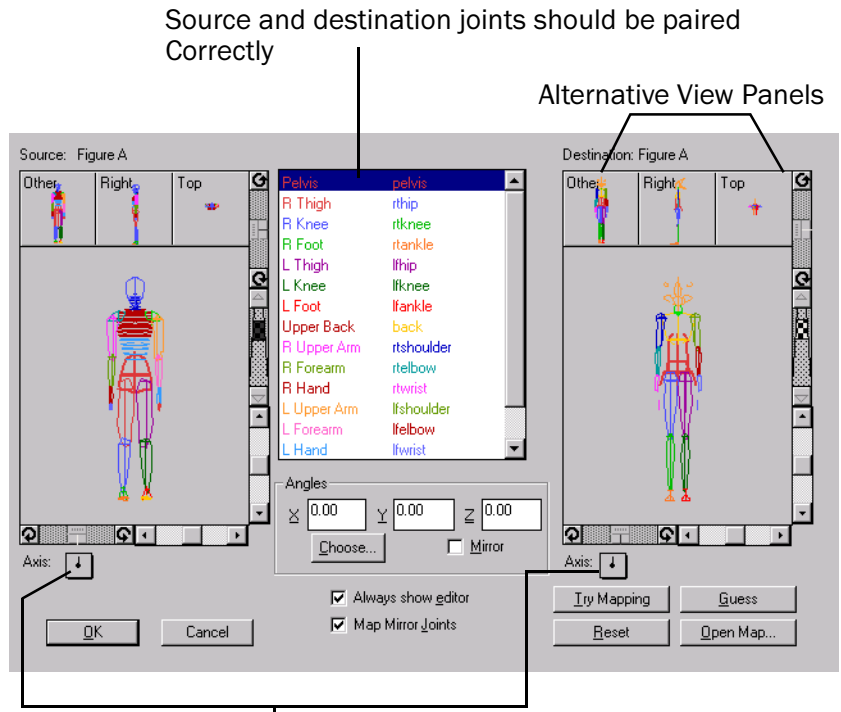 Source and destination joints should be paired
Correctly
Alternative View Panels
Source: Figure A
Destination: Figure A
Other Right Top
Pelvis pelvis
R Thigh rthip
R Knee rtknee
R Foot rtankle
L Thigh lfhip
L Knee lfknee
L Foot lfankle
Upper Back back
R Upper Arm rtshoulder
R Forearm rtelbow
R Hand rtwrist
L Upper Arm lfshoulder
L Forearm lfelbow
L Hand lfwrist
Other Right Top
Angles
X 0.00 Y 0.00 Z 0.00
Choose... Mirror
Axis:
Axis:
Always show editor
Map Mirror Joints
OK Cancel
Try Mapping Guess
Reset Open Map...